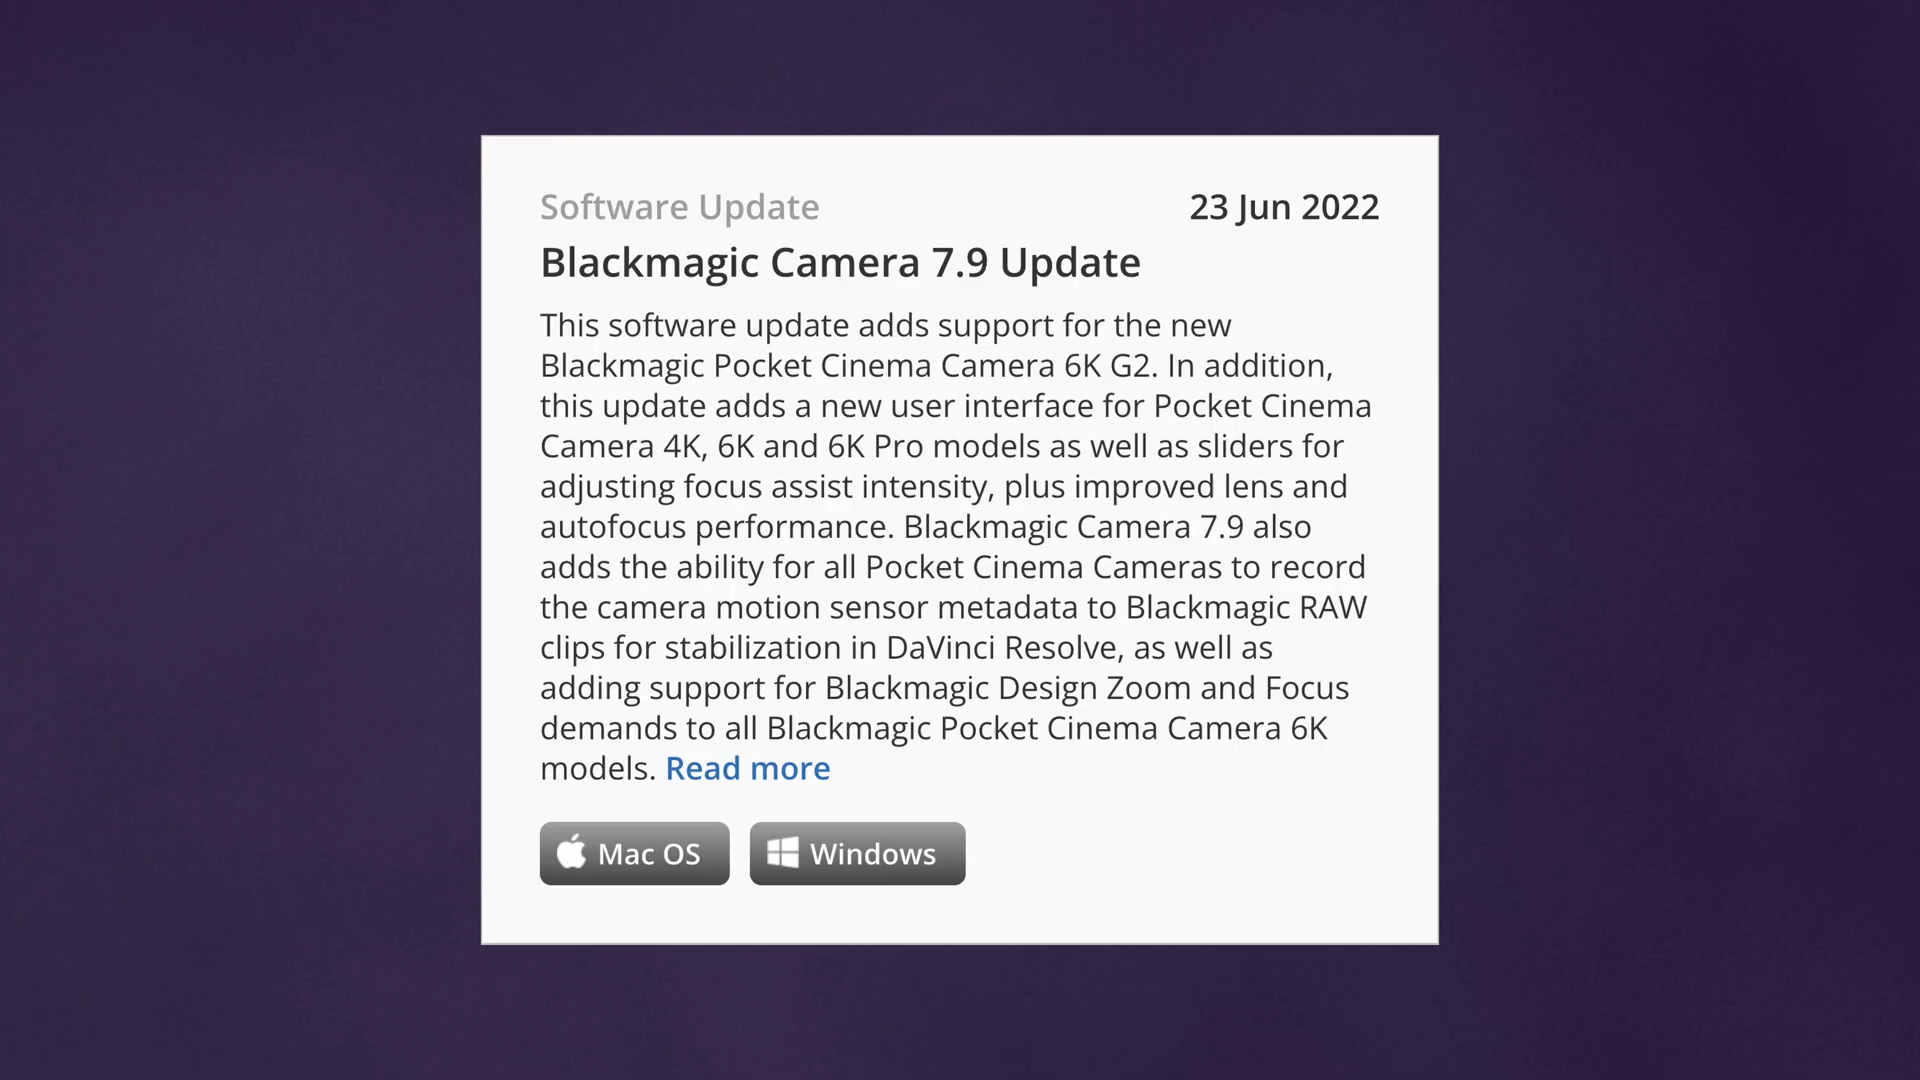 Software Update
23 Jun 2022
Blackmagic Camera 7.9 Update
This software update adds support for the new
Blackmagic Pocket Cinema Camera 6K G2. In addition,
this update adds a new user interface for Pocket Cinema
Camera 4K, 6K and 6K Pro models as well as sliders for
adjusting focus assist intensity, plus improved lens and
autofocus performance. Blackmagic Camera 7.9 also
adds the ability for all Pocket Cinema Cameras to record
the camera motion sensor metadata to Blackmagic RAW
clips for stabilization in DaVinci Resolve, as well as
adding support for Blackmagic Design Zoom and Focus
demands to all Blackmagic Pocket Cinema Camera 6K
models. Read more
Mac OS
Windows